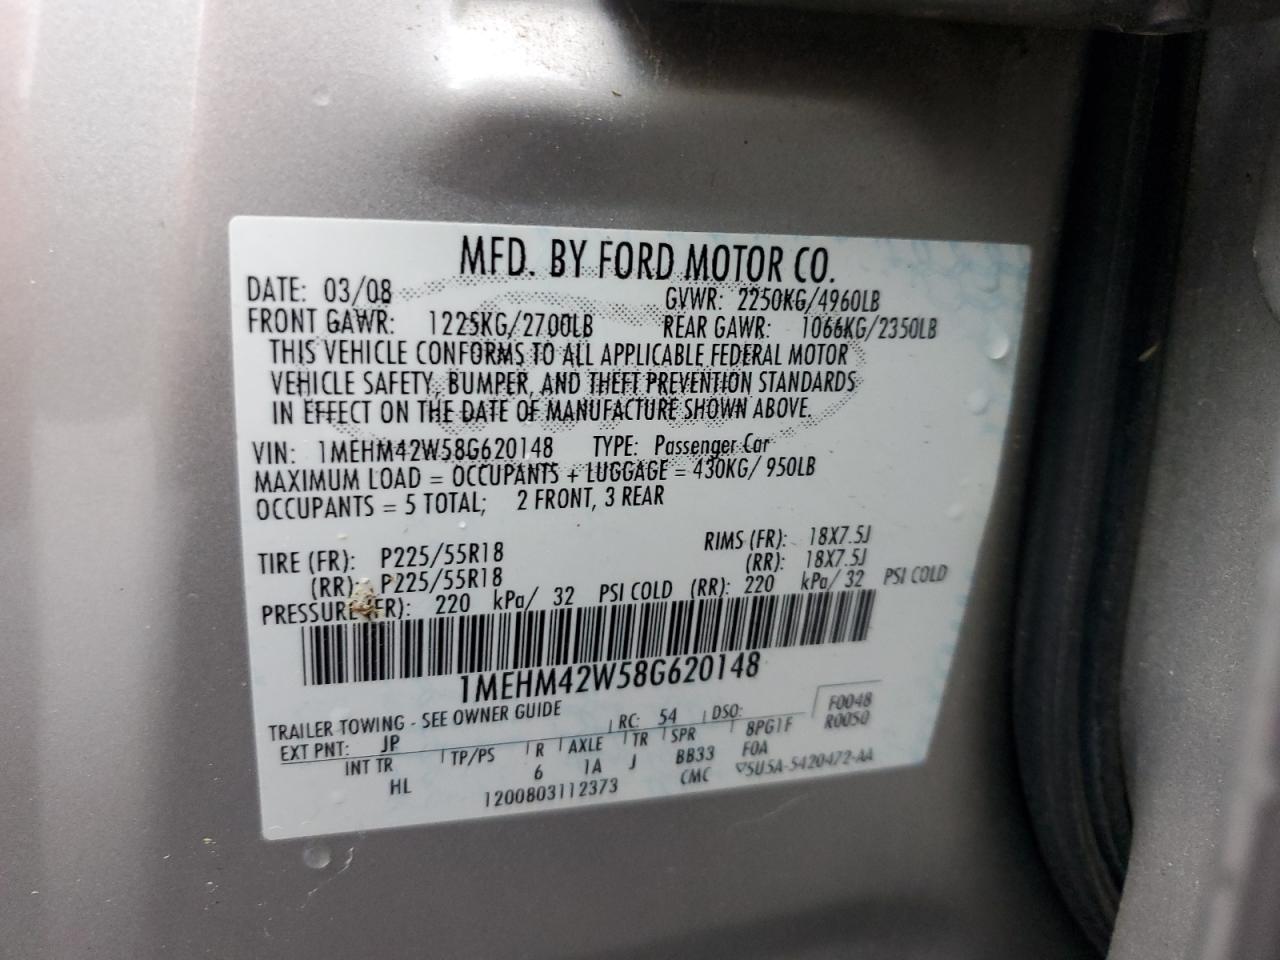 MFD. BY FORD MOTOR CO.
DATE: 03/08 GVWR: 2250KG/4960LB
FRONT GAWR: 1225KG/2700LB REAR GAWR: 1066KG/2350LB
THIS VEHICLE CONFORMS TO ALL APPLICABLE FEDERAL MOTOR
VEHICLE SAFETY, BUMPER, AND THEFT PREVENTION STANDARDS
IN EFFECT ON THE DATE OF MANUFACTURE SHOWN ABOVE.
VIN: 1MEHM42W58G620148 TYPE: Passenger Car
MAXIMUM LOAD = OCCUPANTS + LUGGAGE = 430KG/ 950LB
OCCUPANTS = 5 TOTAL; 2 FRONT, 3 REAR
TIRE (FR): P225/55R18 RIMS (FR): 18X7.5J
(RR): P225/55R18 (RR): 18X7.5J
PRESSURE (FR): 220 kPa/ 32 PSI COLD (RR): 220 kPa/ 32 PSI COLD
1MEHM42W58G620148
TRAILER TOWING - SEE OWNER GUIDE F0048
EXT PNT: JP RC: 54 DSO: R0050
INT TR TP/PS R AXLE TR SPR 8PG1F
HL 6 1A J BB33 F0A
1200803112373 CMC 5U5A-5420472-AA